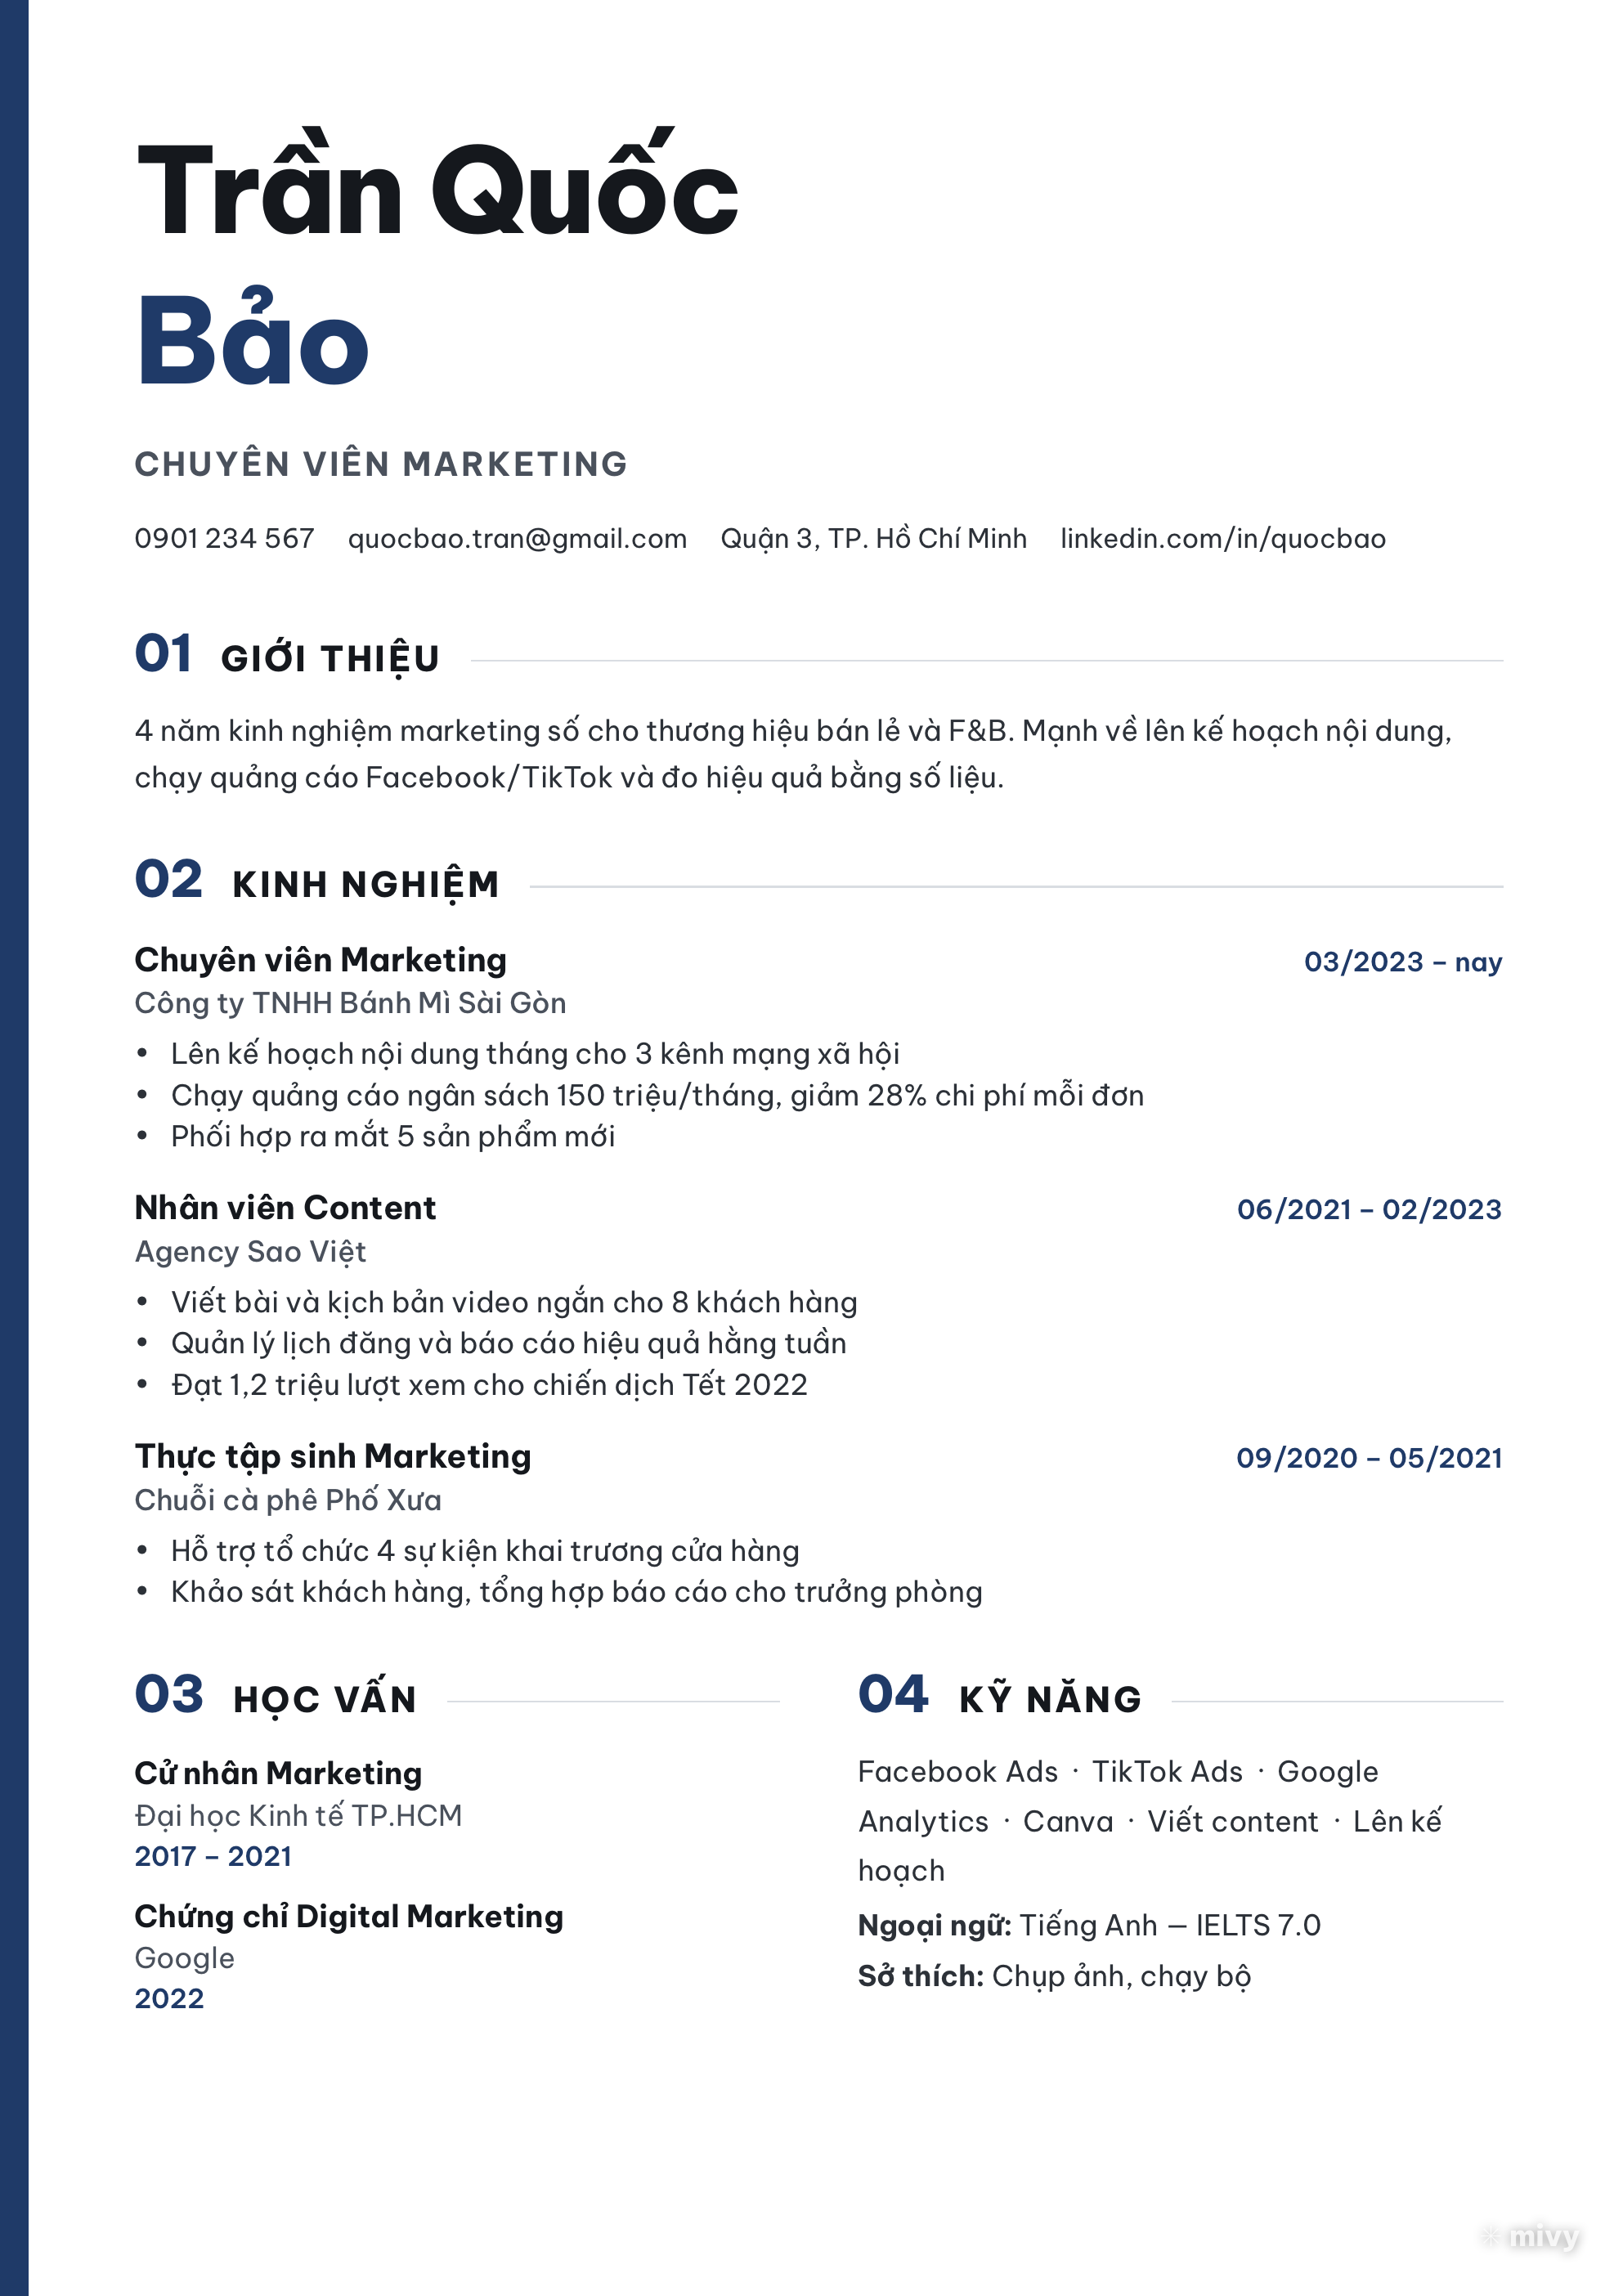 Trần Quốc
Bảo
CHUYÊN VIÊN MARKETING
0901 234 567 quocbao.tran@gmail.com Quận 3, TP. Hồ Chí Minh linkedin.com/in/quocbao
01 GIỚI THIỆU
4 năm kinh nghiệm marketing số cho thương hiệu bán lẻ và F&B. Mạnh về lên kế hoạch nội dung,
chạy quảng cáo Facebook/TikTok và đo hiệu quả bằng số liệu.
02 KINH NGHIỆM
Chuyên viên Marketing 03/2023 – nay
Công ty TNHH Bánh Mì Sài Gòn
• Lên kế hoạch nội dung tháng cho 3 kênh mạng xã hội
• Chạy quảng cáo ngân sách 150 triệu/tháng, giảm 28% chi phí mỗi đơn
• Phối hợp ra mắt 5 sản phẩm mới
Nhân viên Content 06/2021 – 02/2023
Agency Sao Việt
• Viết bài và kịch bản video ngắn cho 8 khách hàng
• Quản lý lịch đăng và báo cáo hiệu quả hằng tuần
• Đạt 1,2 triệu lượt xem cho chiến dịch Tết 2022
Thực tập sinh Marketing 09/2020 – 05/2021
Chuỗi cà phê Phố Xưa
• Hỗ trợ tổ chức 4 sự kiện khai trương cửa hàng
• Khảo sát khách hàng, tổng hợp báo cáo cho trưởng phòng
03 HỌC VẤN
Cử nhân Marketing
Đại học Kinh tế TP.HCM
2017 – 2021
Chứng chỉ Digital Marketing
Google
2022
04 KỸ NĂNG
Facebook Ads · TikTok Ads · Google
Analytics · Canva · Viết content · Lên kế
hoạch
Ngoại ngữ: Tiếng Anh — IELTS 7.0
Sở thích: Chụp ảnh, chạy bộ
mivy